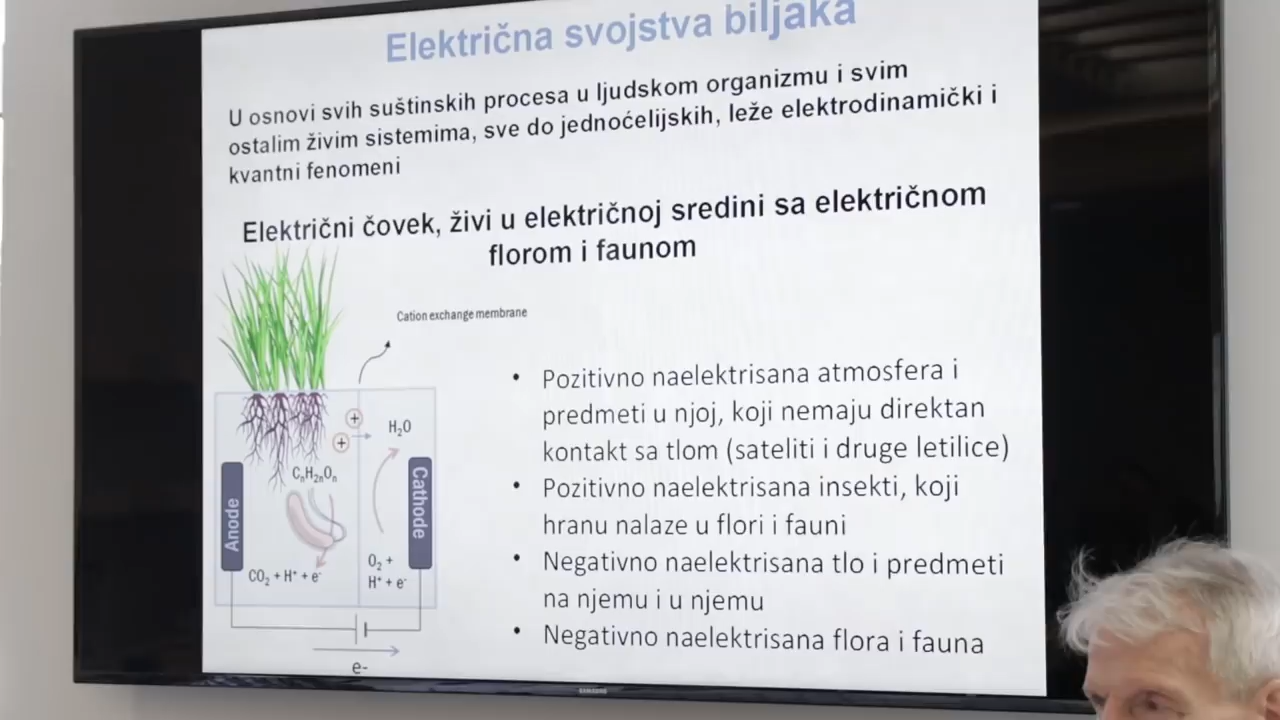 Električna svojstva biljaka
U osnovi svih suštinskih procesa u ljudskom organizmu i svim
ostalim živim sistemima, sve do jednoćelijskih, leže elektrodinamički i
kvantni fenomeni
Električni čovek, živi u električnoj sredini sa električnom
florom i faunom
Cation exchange membrane
H₂O
CₙH₂ₙOₙ
Anode
Cathode
CO₂ + H⁺ + e⁻
O₂ +
H⁺ + e⁻
e-
• Pozitivno naelektrisana atmosfera i
predmeti u njoj, koji nemaju direktan
kontakt sa tlom (sateliti i druge letilice)
• Pozitivno naelektrisana insekti, koji
hranu nalaze u flori i fauni
• Negativno naelektrisana tlo i predmeti
na njemu i u njemu
• Negativno naelektrisana flora i fauna
SAMSUNG